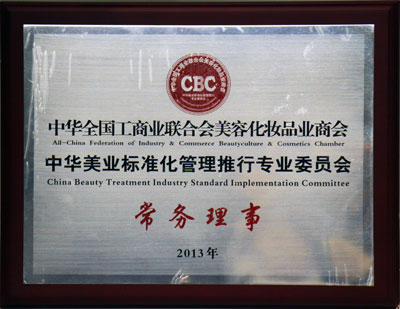 CBC
中华全国工商业联合会美容化妆品业商会
All-China Federation of Industry & Commerce Beautyculture & Cosmetics Chamber
中华美业标准化管理推行专业委员会
China Beauty Treatment Industry Standard Implementation Committee
常务理事
2013年